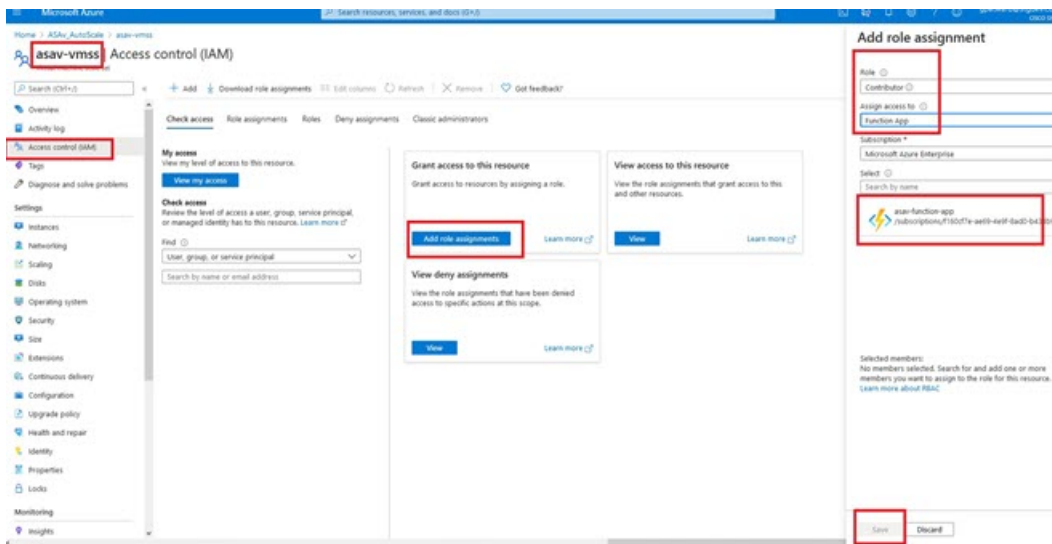 Microsoft Azure
Search resources, services, and docs (G+/)
Home > ASAv_AutoScale > asav-vmss
asav-vmss | Access control (IAM)
Search (Ctrl+/)
Overview
Activity log
Access control (IAM)
Tags
Diagnose and solve problems
Settings
Instances
Networking
Scaling
Disks
Operating system
Security
Size
Extensions
Continuous delivery
Configuration
Upgrade policy
Health and repair
Identity
Properties
Locks
Monitoring
Insights
+ Add Download role assignments Edit columns Refresh Remove Got feedback?
Check access Role assignments Roles Deny assignments Classic administrators
My access
View my level of access to this resource.
View my access
Check access
Review the level of access a user, group, service principal,
or managed identity has to this resource. Learn more
Find
User, group, or service principal
Search by name or email address
Grant access to this resource
Grant access to resources by assigning a role.
Add role assignments Learn more
View access to this resource
View the role assignments that grant access to this
and other resources.
View Learn more
View deny assignments
View the role assignments that have been denied
access to specific actions at this scope.
View Learn more
Add role assignment
Role
Contributor
Assign access to
Function App
Subscription *
Microsoft Azure Enterprise
Select
Search by name
asav-function-app
Selected members:
No members selected. Search for and add one or more
members you want to assign to the role for this resource.
Learn more about RBAC
Save Discard